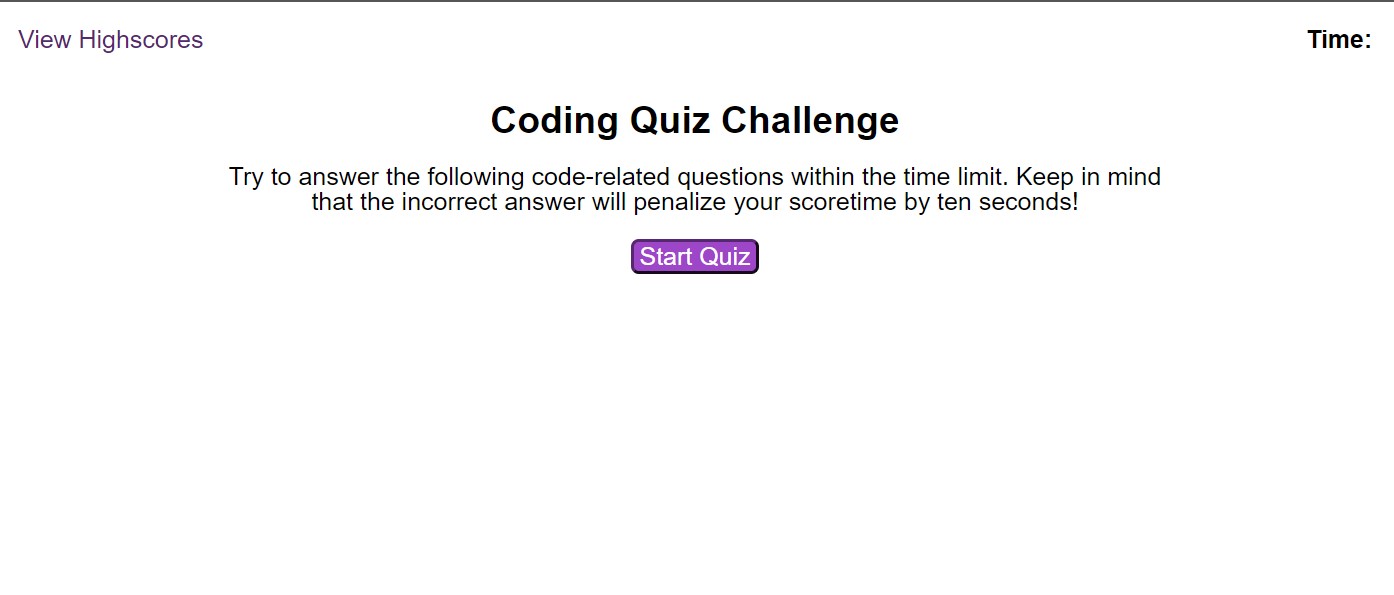 View Highscores
Time:
Coding Quiz Challenge
Try to answer the following code-related questions within the time limit. Keep in mind
that the incorrect answer will penalize your scoretime by ten seconds!
Start Quiz